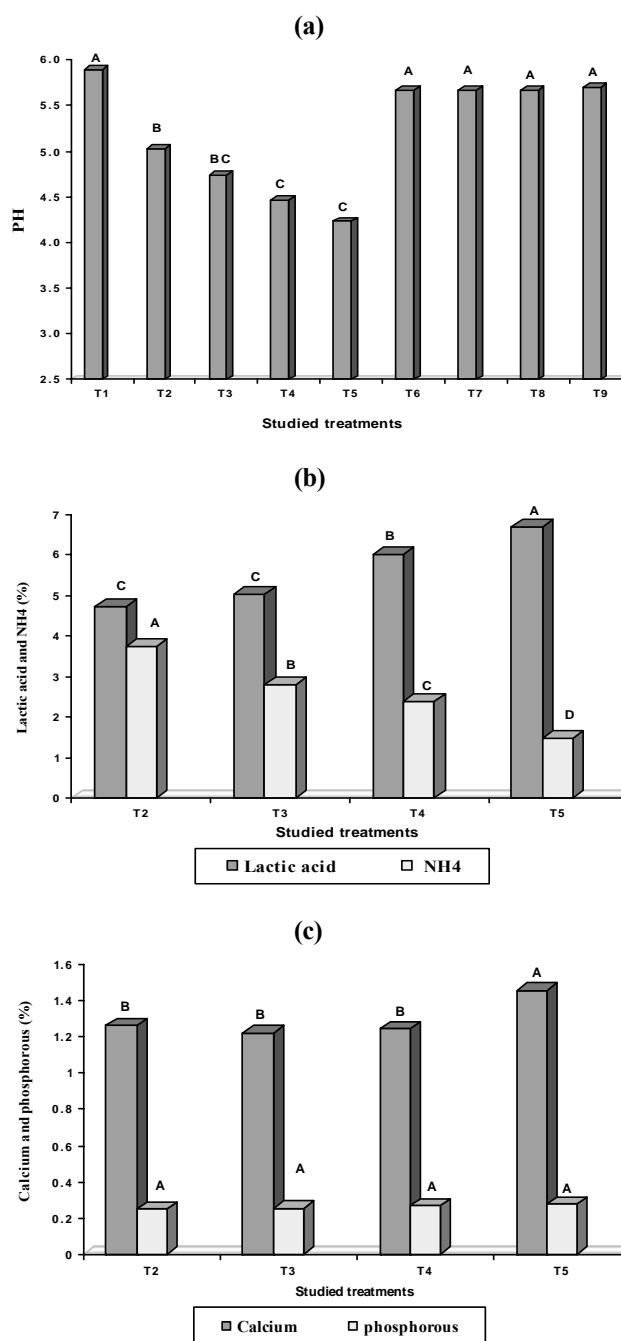 (a)
PH
6.0
5.5
5.0
4.5
4.0
3.5
3.0
2.5
A
B
B C
C
C
A
A
A
A
T1 T2 T3 T4 T5 T6 T7 T8 T9
Studied treatments
(b)
Lactic acid and NH4 (%)
7
6
5
4
3
2
1
0
C
A
C
B
B
C
A
D
T2 T3 T4 T5
Studied treatments
Lactic acid NH4
(c)
Calcium and phosphorous (%)
1.6
1.4
1.2
1
0.8
0.6
0.4
0.2
0
B
A
B
A
B
A
A
A
T2 T3 T4 T5
Studied treatments
Calcium phosphorous